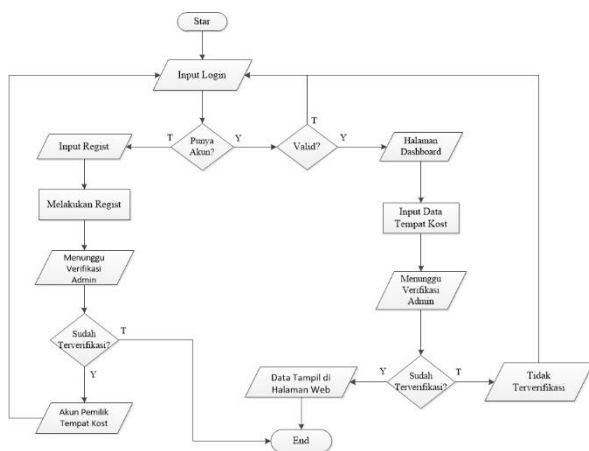 Star
Input Login
T
Input Regist
T
Punya
Akun?
Y
Valid?
Y
Halaman
Dashboard
Melakukan Regist
Input Data
Tempat Kost
Menunggu
Verifikasi
Admin
Menunggu
Verifikasi
Admin
Sudah
Terverifikasi?
T
Y
Data Tampil di
Halaman Web
Y
Sudah
Terverifikasi?
T
Tidak
Terverifikasi
Akun Pemilik
Tempat Kost
End